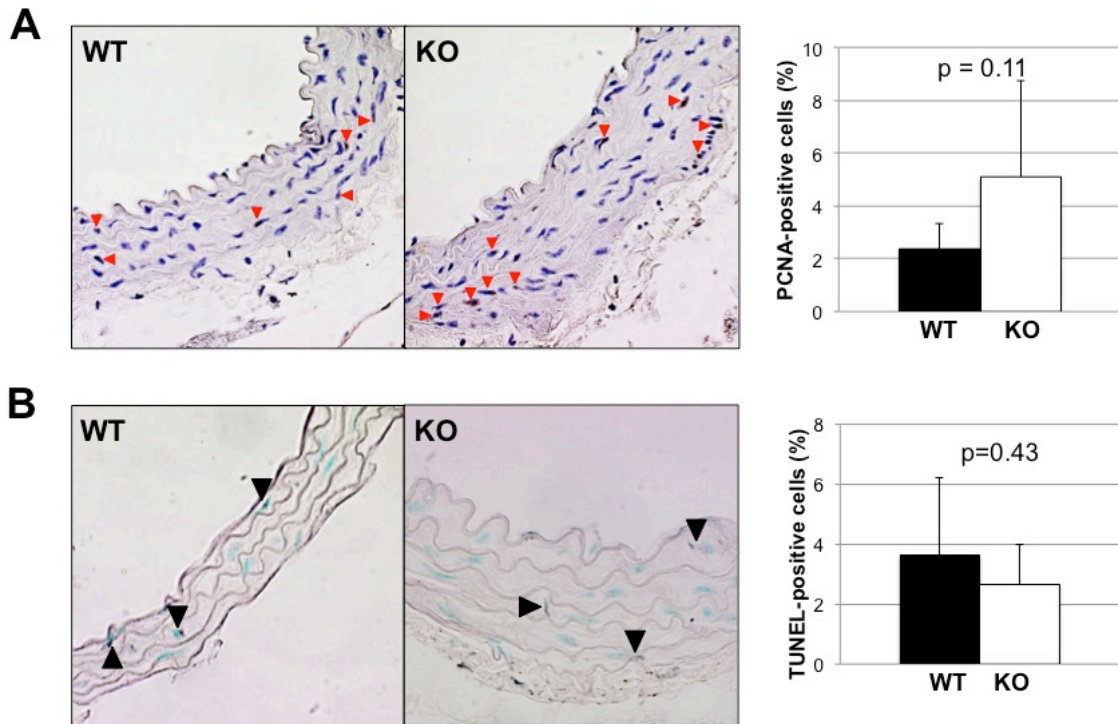 A
WT
KO
PCNA-positive cells (%)
10
8
6
4
2
0
p = 0.11
WT
KO
B
WT
KO
TUNEL-positive cells (%)
8
6
4
2
0
p=0.43
WT
KO